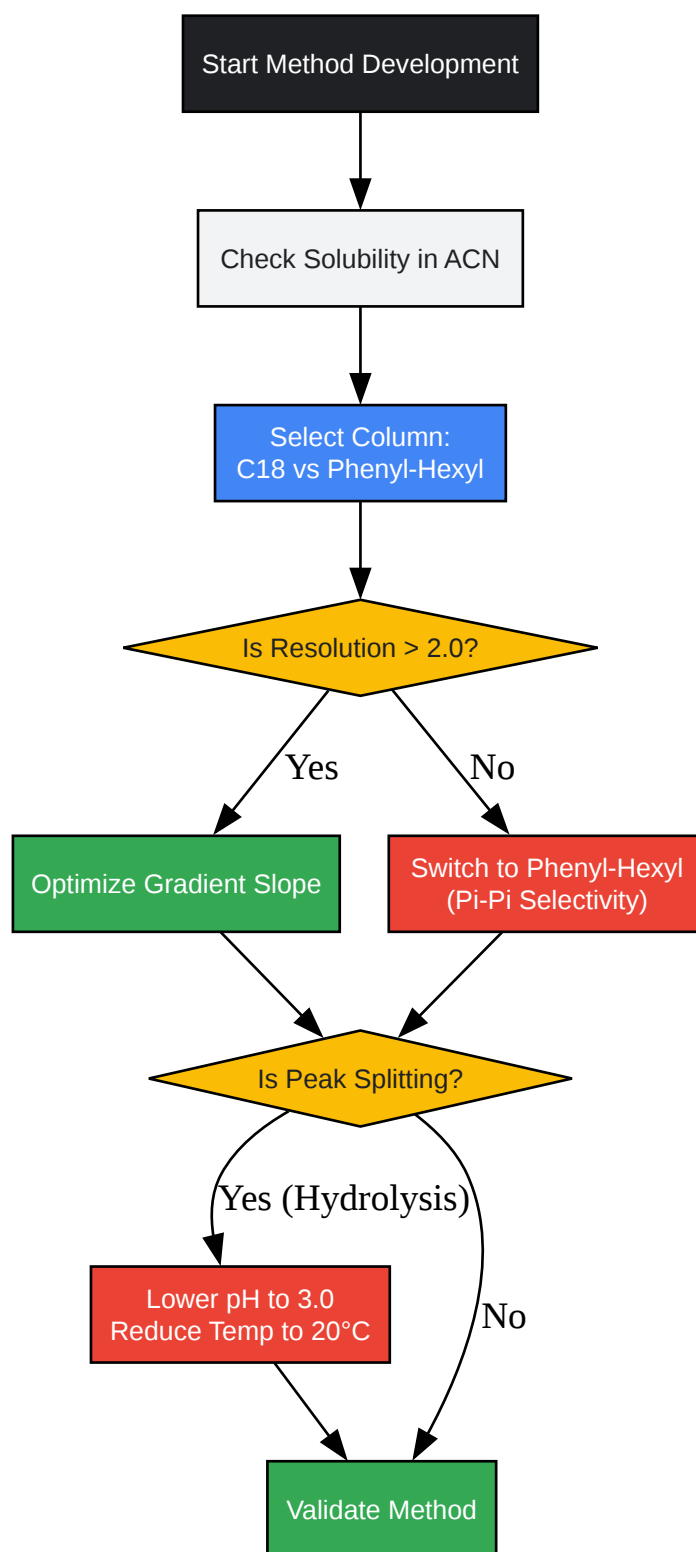 Start Method Development
Check Solubility in ACN
Select Column:
C18 vs Phenyl-Hexyl
Is Resolution > 2.0?
Yes
No
Optimize Gradient Slope
Switch to Phenyl-Hexyl
(Pi-Pi Selectivity)
Is Peak Splitting?
Yes (Hydrolysis)
Lower pH to 3.0
Reduce Temp to 20°C
No
Validate Method